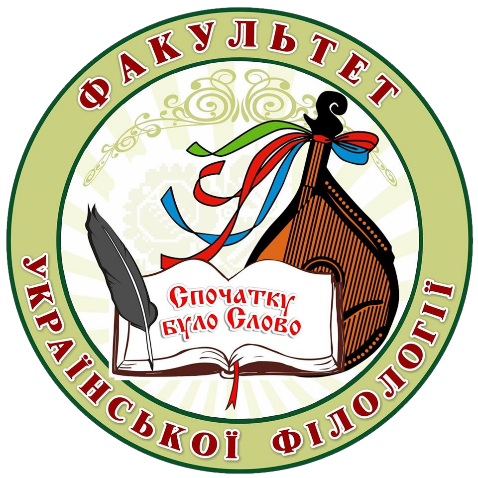 ФАКУЛЬТЕТ
Спочатку
було Слово
УКРАЇНСЬКОЇ ФІЛОЛОГІЇ